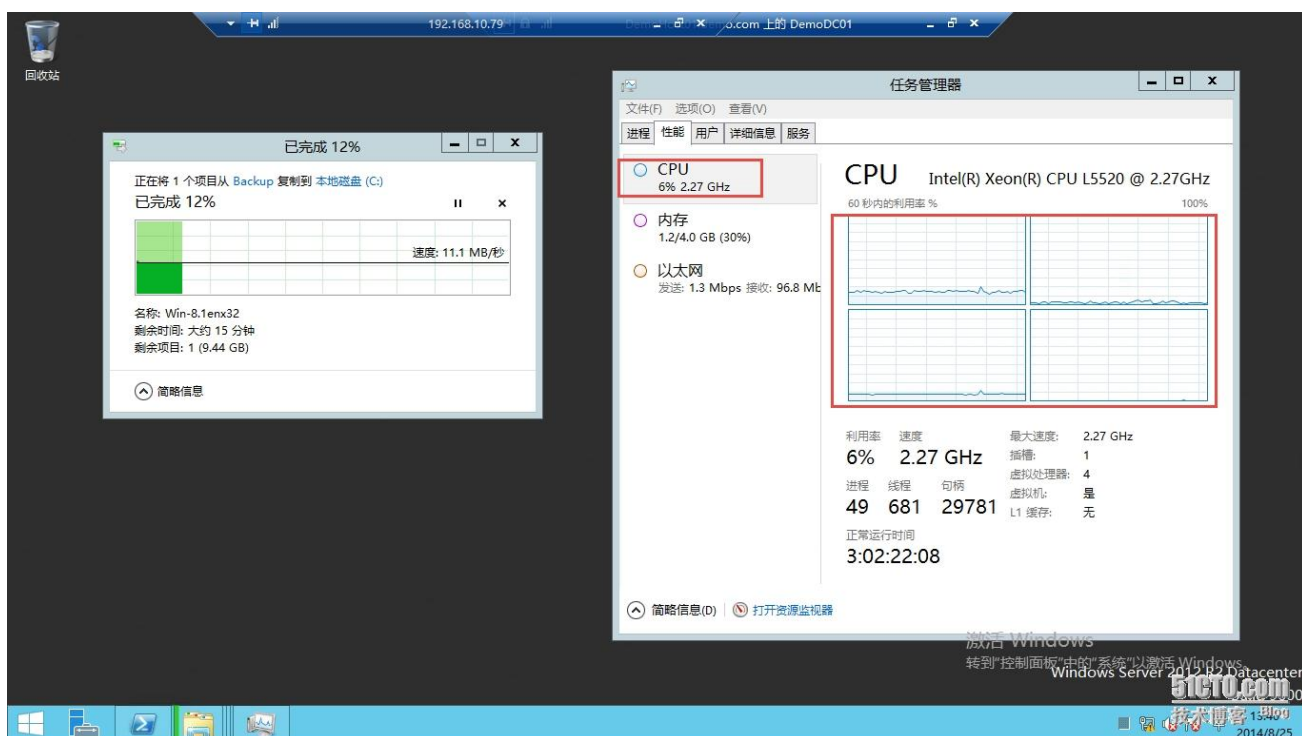 192.168.10.79
o.com 上的 DemoDC01
回收站
已完成 12%
正在将 1 个项目从 Backup 复制到 本地磁盘 (C:)
已完成 12%
速度: 11.1 MB/秒
名称: Win-8.1enx32
剩余时间: 大约 15 分钟
剩余项目: 1 (9.44 GB)
简略信息
任务管理器
文件(F) 选项(O) 查看(V)
进程 性能 用户 详细信息 服务
CPU
6% 2.27 GHz
内存
1.2/4.0 GB (30%)
以太网
发送: 1.3 Mbps 接收: 96.8 Mb
CPU Intel(R) Xeon(R) CPU L5520 @ 2.27GHz
60 秒内的利用率 % 100%
利用率 速度 最大速度: 2.27 GHz
6% 2.27 GHz 插槽: 1
虚拟处理器: 4
进程 线程 句柄 虚拟机: 是
49 681 29781 L1 缓存: 无
正常运行时间
3:02:22:08
简略信息(D) 打开资源监视器
激活 Windows
转到"控制面板"中的"系统"以激活 Windows。
Windows Server 2012 R2 Datacenter
51CTO.com
技术博客 Blog
2014/8/25